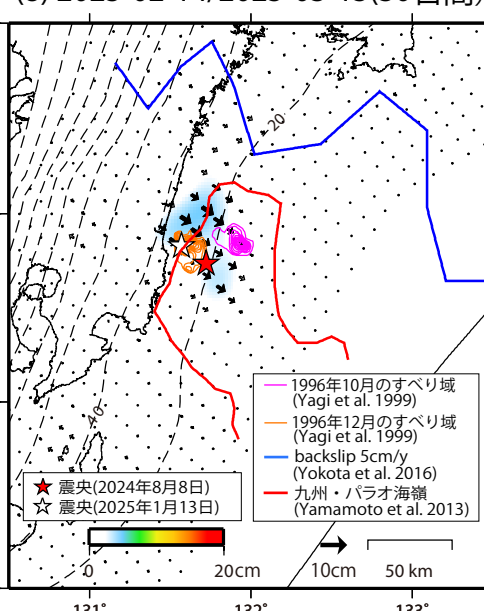 20
40
1996年10月のすべり域
(Yagi et al. 1999)
1996年12月のすべり域
(Yagi et al. 1999)
backslip 5cm/y
(Yokota et al. 2016)
九州・パラオ海嶺
(Yamamoto et al. 2013)
震央(2024年8月8日)
震央(2025年1月13日)
0 20cm
10cm 50 km
131° 132° 133°